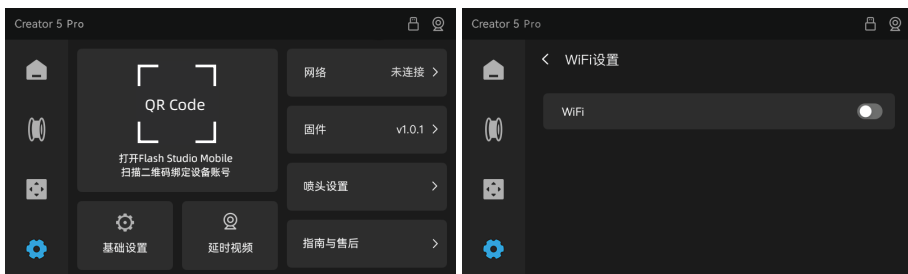 Creator 5 Pro
QR Code
打开Flash Studio Mobile
扫描二维码绑定设备账号
基础设置
延时视频
网络 未连接
固件 v1.0.1
喷头设置
指南与售后
Creator 5 Pro
WiFi设置
WiFi